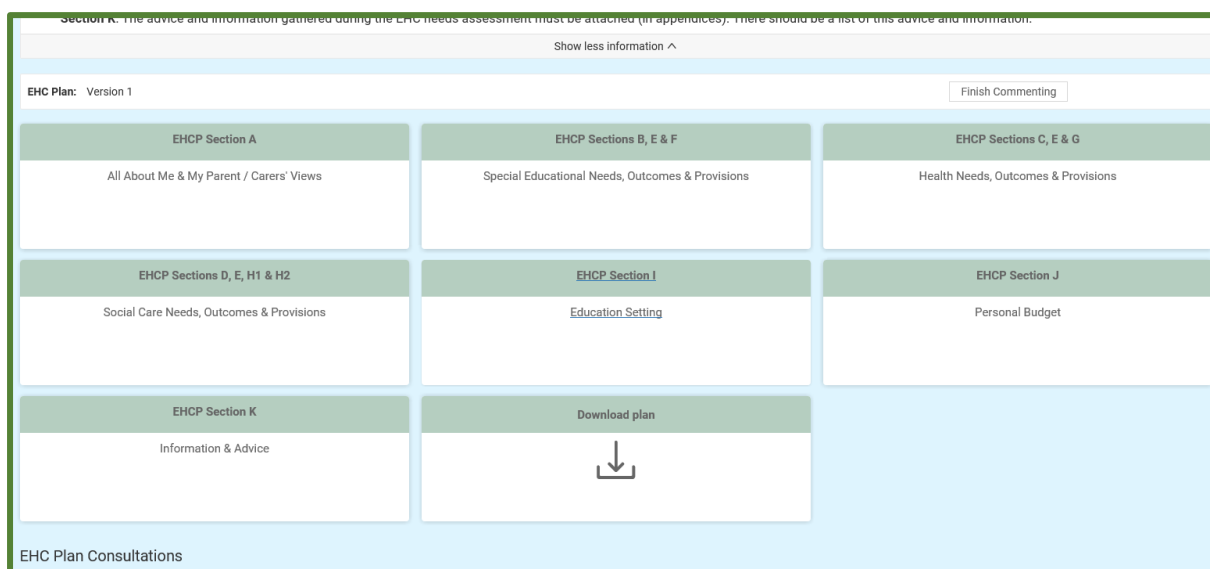 Section K: The advice and information gathered during the EHC needs assessment must be attached (in appendices). There should be a list of this advice and information.
Show less information
EHC Plan: Version 1
Finish Commenting
EHCP Section A
EHCP Sections B, E & F
EHCP Sections C, E & G
All About Me & My Parent / Carers' Views
Special Educational Needs, Outcomes & Provisions
Health Needs, Outcomes & Provisions
EHCP Sections D, E, H1 & H2
EHCP Section I
EHCP Section J
Social Care Needs, Outcomes & Provisions
Education Setting
Personal Budget
EHCP Section K
Download plan
Information & Advice
EHC Plan Consultations